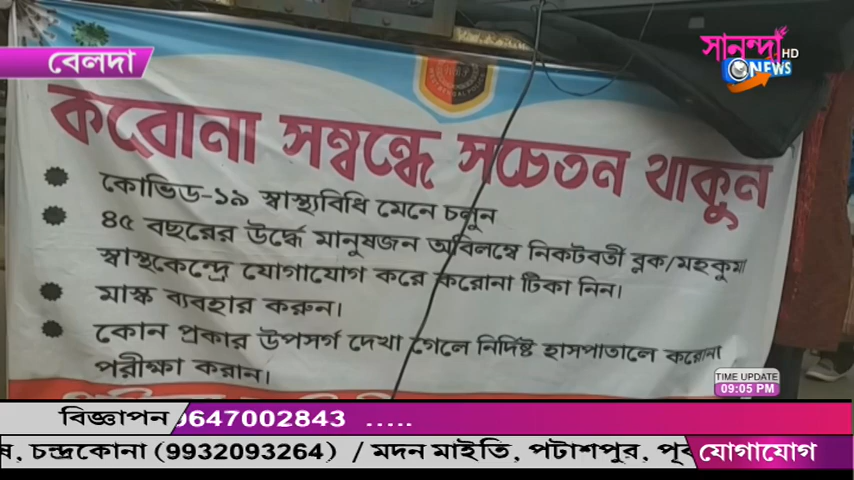 বেলদা
সানন্দা HD
NEWS
করোনা সম্বন্ধে সচেতন থাকুন
কোভিড-১৯ স্বাস্থ্যবিধি মেনে চলুন
৪৫ বছরের উর্দ্ধে মানুষজন অবিলম্বে নিকটবর্তী ব্লক/মহকুমা
স্বাস্থকেন্দ্রে যোগাযোগ করে করোনা টিকা নিন।
মাস্ক ব্যবহার করুন।
কোন প্রকার উপসর্গ দেখা গেলে নির্দিষ্ট হাসপাতালে করোনা
পরীক্ষা করান।
TIME UPDATE
09:05 PM
বিজ্ঞাপন 9647002843 .....
চন্দ্রকোনা (9932093264) / মদন মাইতি, পটাশপুর, পূর্ব যোগাযোগ